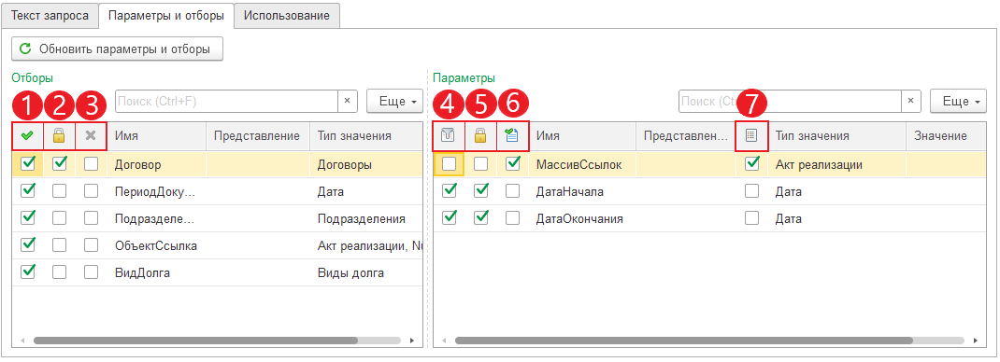 Текст запроса Параметры и отборы Использование
Обновить параметры и отборы
Отборы
Поиск (Ctrl+F) × Еще
1 2 3
Имя Представление Тип значения
Договор Договоры
ПериодДоку... Дата
Подразделе... Подразделения
ОбъектСсылка Акт реализации, Nu
ВидДолга Виды долга
Параметры
Поиск (Ct × Еще
4 5 6 7
Имя Представлен... Тип значения Значение
МассивСсылок Акт реализации
ДатаНачала Дата
ДатаОкончания Дата